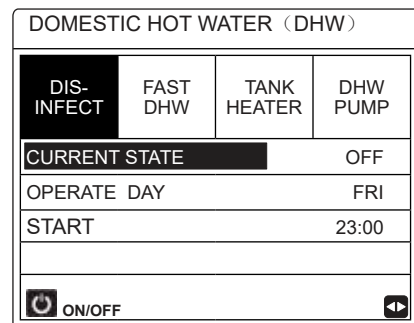 DOMESTIC HOT WATER（DHW）
DIS-
INFECT
FAST
DHW
TANK
HEATER
DHW
PUMP
CURRENT STATE OFF
OPERATE DAY FRI
START 23:00
ON/OFF